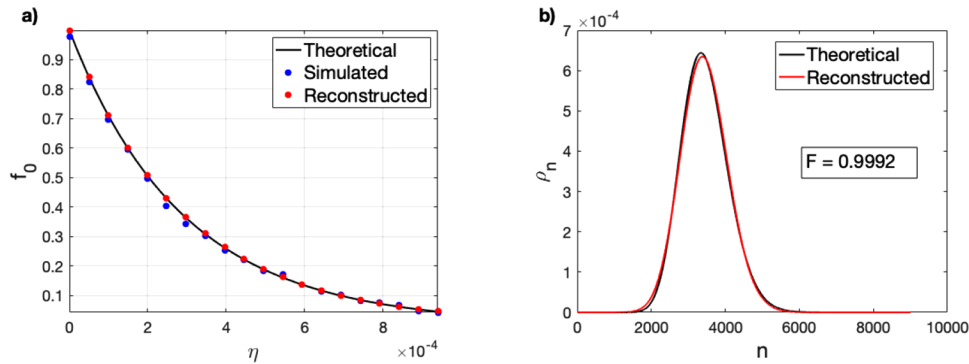 a)
0.9
0.8
0.7
0.6
0.5
0.4
0.3
0.2
0.1
f₀
0 2 4 6 8
×10⁻⁴
η
Theoretical
Simulated
Reconstructed
b)
×10⁻⁴
7
6
5
4
3
2
1
0
ρₙ
0 2000 4000 6000 8000 10000
n
Theoretical
Reconstructed
F = 0.9992